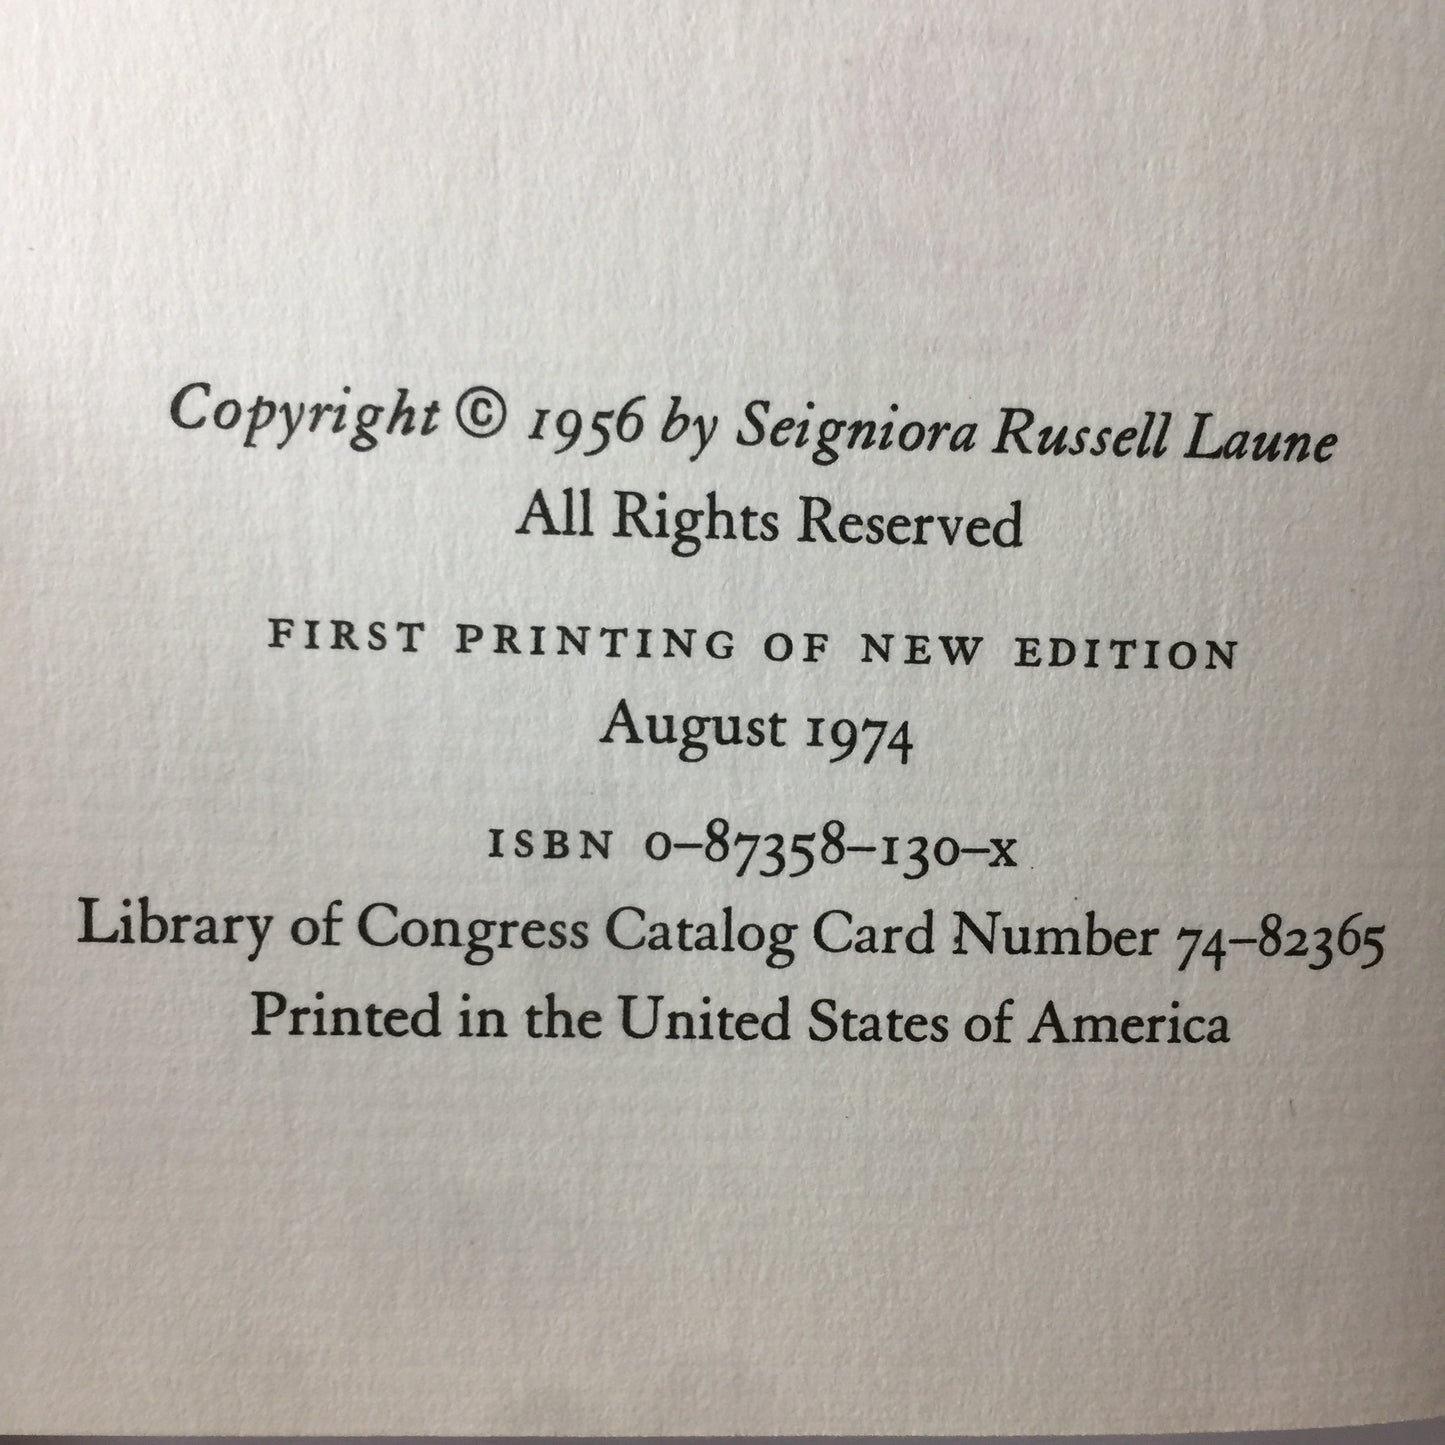 Copyright © 1956 by Seigniora Russell Laune
All Rights Reserved
FIRST PRINTING OF NEW EDITION
August 1974
ISBN 0–87358–130–x
Library of Congress Catalog Card Number 74–82365
Printed in the United States of America